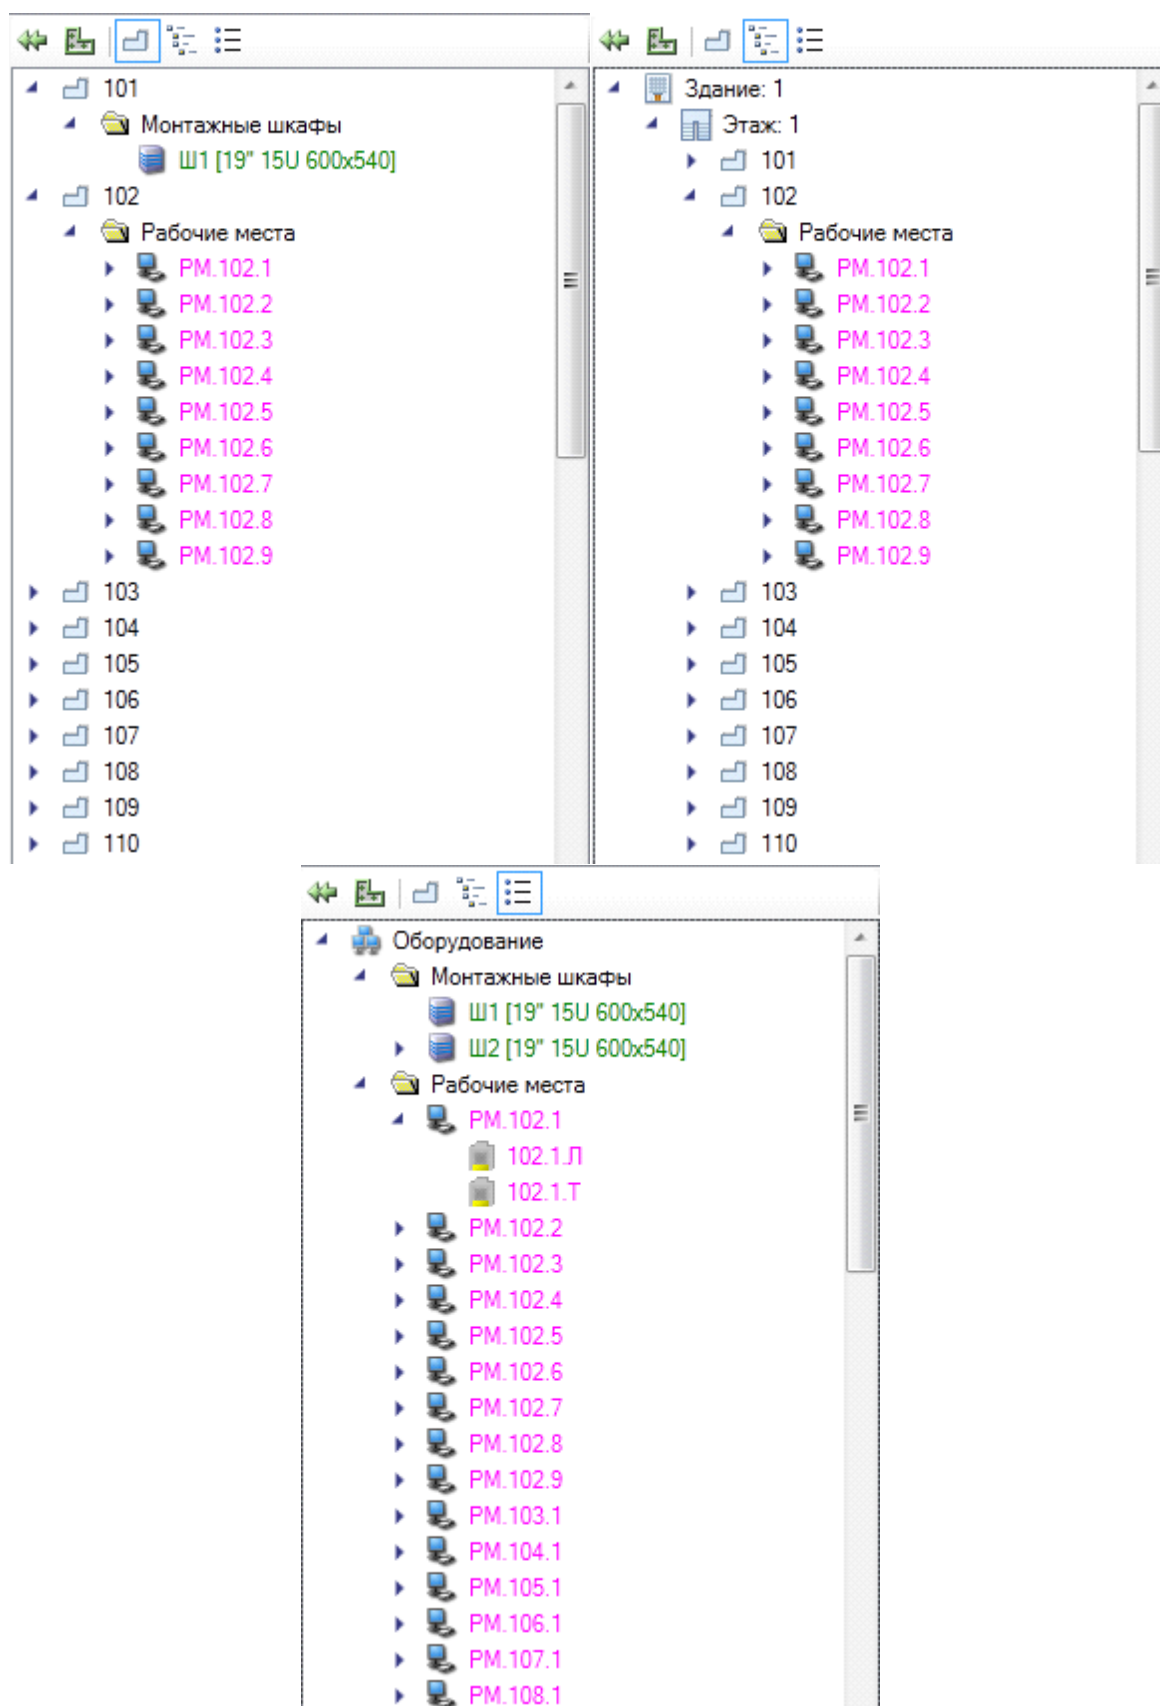 101
Монтажные шкафы
Ш1 [19" 15U 600x540]
102
Рабочие места
РМ.102.1
РМ.102.2
РМ.102.3
РМ.102.4
РМ.102.5
РМ.102.6
РМ.102.7
РМ.102.8
РМ.102.9
103
104
105
106
107
108
109
110
Здание: 1
Этаж: 1
101
102
Рабочие места
РМ.102.1
РМ.102.2
РМ.102.3
РМ.102.4
РМ.102.5
РМ.102.6
РМ.102.7
РМ.102.8
РМ.102.9
103
104
105
106
107
108
109
110
Оборудование
Монтажные шкафы
Ш1 [19" 15U 600x540]
Ш2 [19" 15U 600x540]
Рабочие места
РМ.102.1
102.1.Л
102.1.Т
РМ.102.2
РМ.102.3
РМ.102.4
РМ.102.5
РМ.102.6
РМ.102.7
РМ.102.8
РМ.102.9
РМ.103.1
РМ.104.1
РМ.105.1
РМ.106.1
РМ.107.1
РМ.108.1